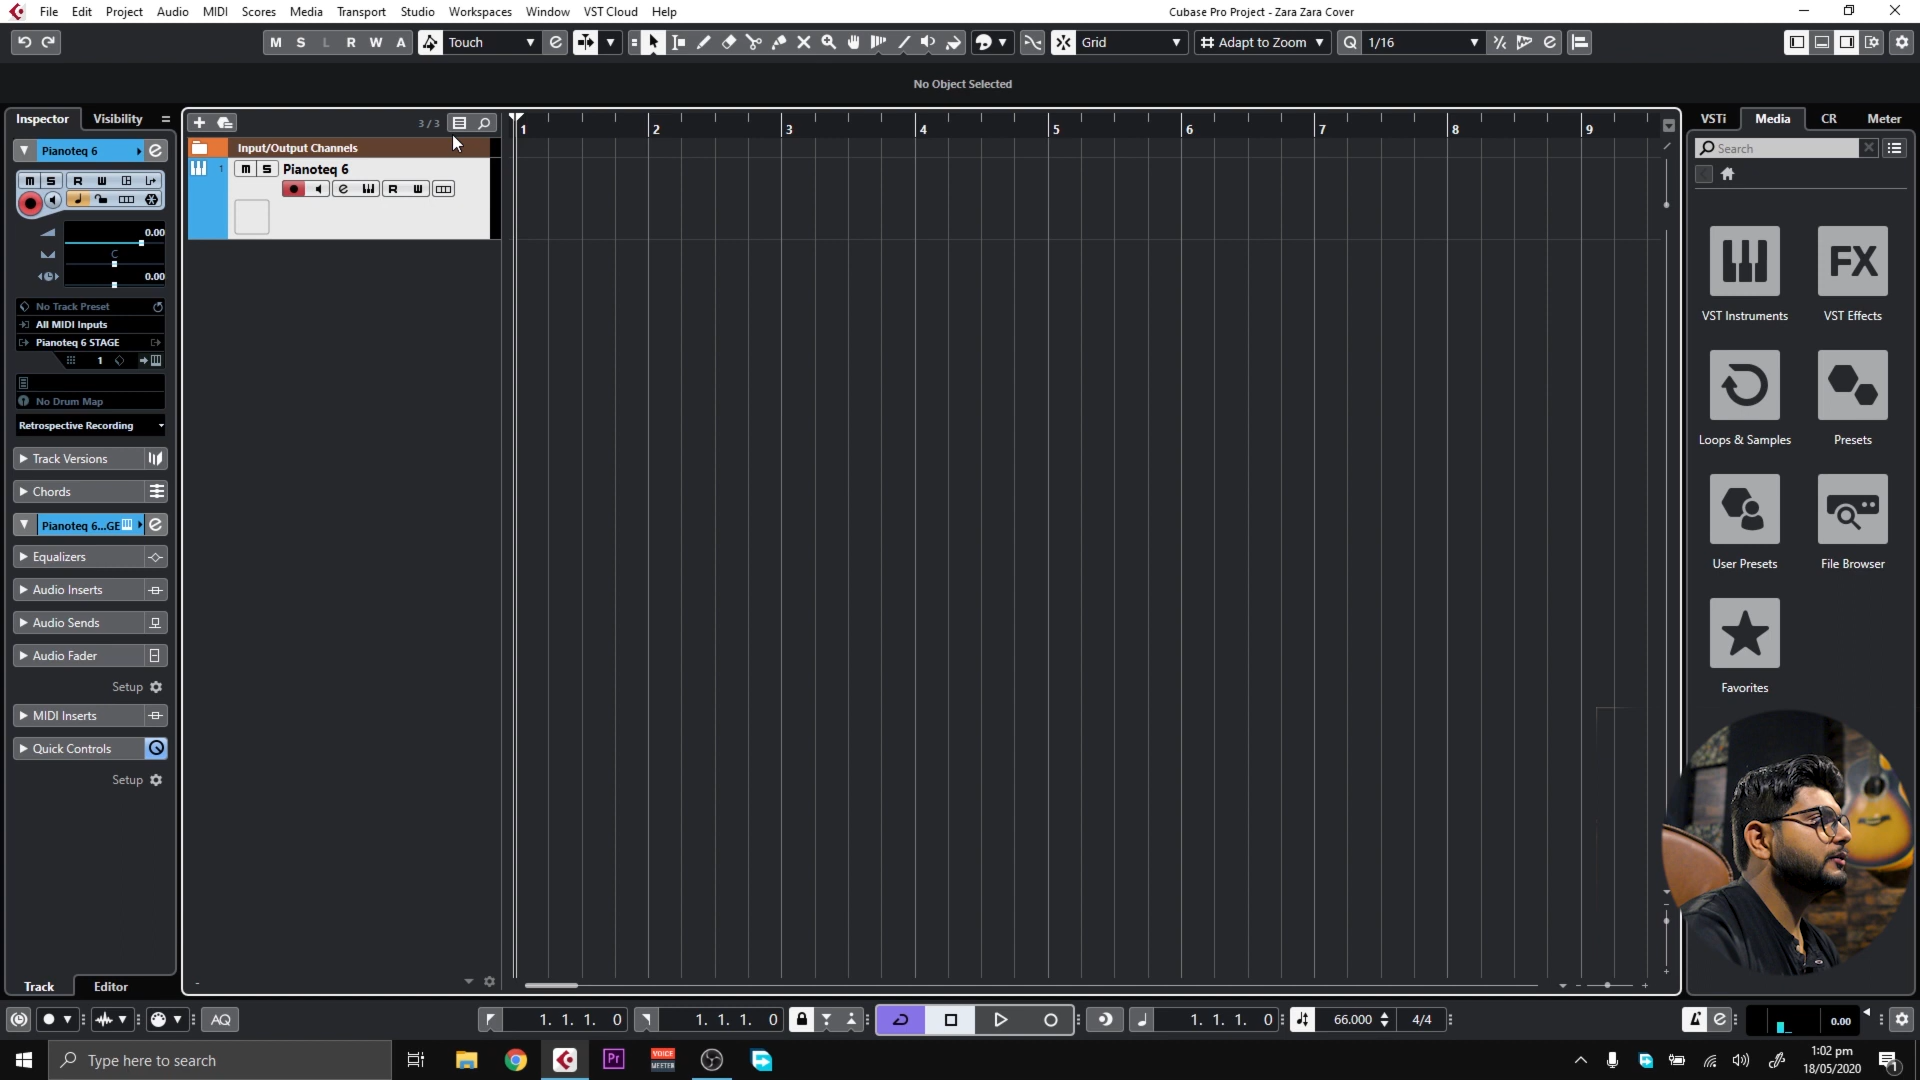 File Edit Project Audio MIDI Scores Media Transport Studio Workspaces Window VST Cloud Help
Cubase Pro Project - Zara Zara Cover
M S L R W A Touch Grid Adapt to Zoom Q 1/16
No Object Selected
Inspector Visibility
Pianoteq 6
M S R W
0.00
C
0.00
No Track Preset
All MIDI Inputs
Pianoteq 6 STAGE
1
No Drum Map
Retrospective Recording
Track Versions
Chords
Pianoteq 6...GE
Equalizers
Audio Inserts
Audio Sends
Audio Fader
Setup
MIDI Inserts
Quick Controls
Setup
Track Editor
3 / 3
Input/Output Channels
1 M S Pianoteq 6
R W
1 2 3 4 5 6 7 8 9
VSTi Media CR Meter
Search
VST Instruments
FX
VST Effects
Loops & Samples
Presets
User Presets
File Browser
Favorites
AQ
1. 1. 1. 0
1. 1. 1. 0
1. 1. 1. 0
66.000
4/4
0.00
Type here to search
Pr
VOICE
MEETER
1:02 pm
18/05/2020
1